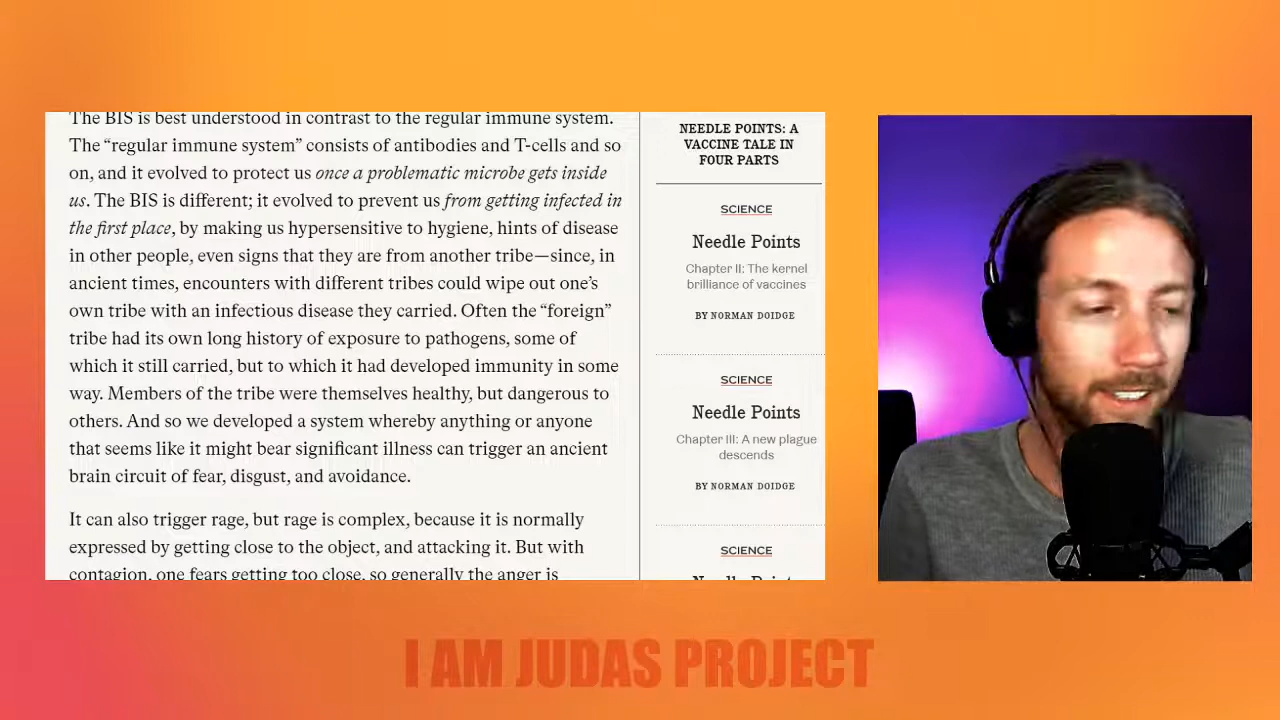 The BIS is best understood in contrast to the regular immune system.
The “regular immune system” consists of antibodies and T-cells and so
on, and it evolved to protect us once a problematic microbe gets inside
us. The BIS is different; it evolved to prevent us from getting infected in
the first place, by making us hypersensitive to hygiene, hints of disease
in other people, even signs that they are from another tribe—since, in
ancient times, encounters with different tribes could wipe out one’s
own tribe with an infectious disease they carried. Often the “foreign”
tribe had its own long history of exposure to pathogens, some of
which it still carried, but to which it had developed immunity in some
way. Members of the tribe were themselves healthy, but dangerous to
others. And so we developed a system whereby anything or anyone
that seems like it might bear significant illness can trigger an ancient
brain circuit of fear, disgust, and avoidance.
It can also trigger rage, but rage is complex, because it is normally
expressed by getting close to the object, and attacking it. But with
contagion, one fears getting too close, so generally the anger is
NEEDLE POINTS: A
VACCINE TALE IN
FOUR PARTS
SCIENCE
Needle Points
Chapter II: The kernel
brilliance of vaccines
BY NORMAN DOIDGE
SCIENCE
Needle Points
Chapter III: A new plague
descends
BY NORMAN DOIDGE
SCIENCE
Needle Points
I AM JUDAS PROJECT